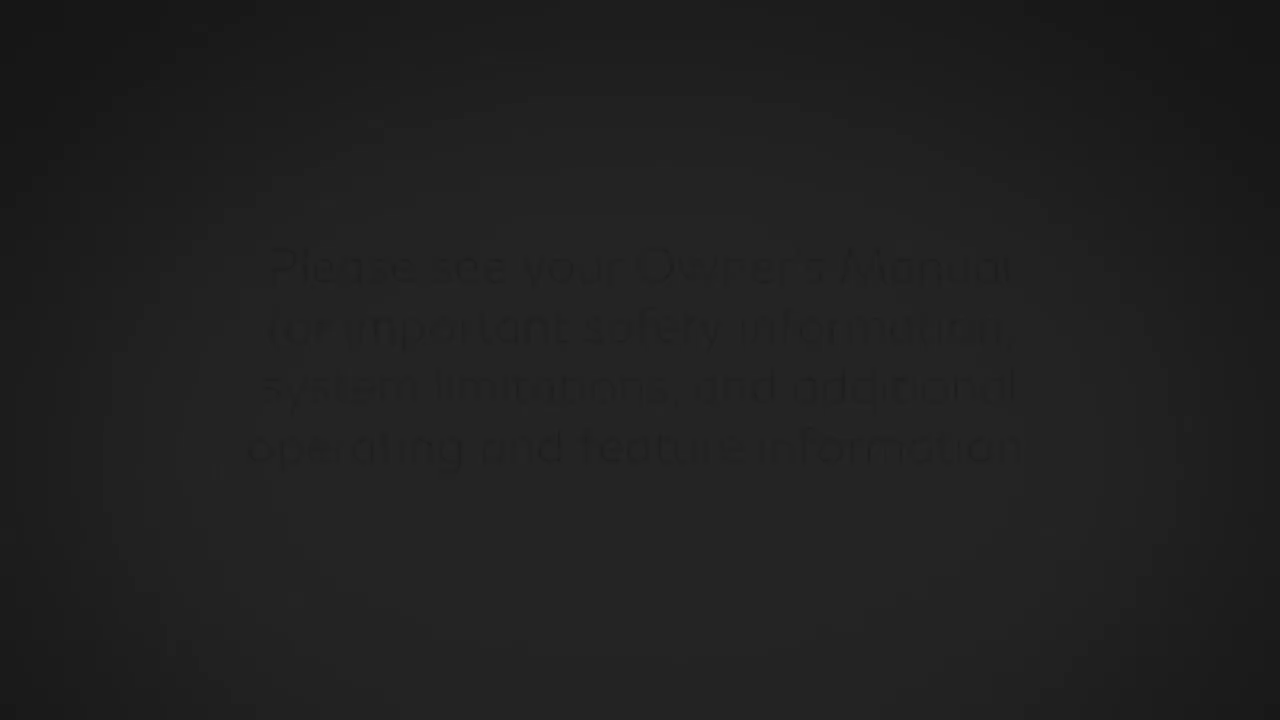 Please see your Owner's Manual
for important safety information,
system limitations, and additional
operating and feature information